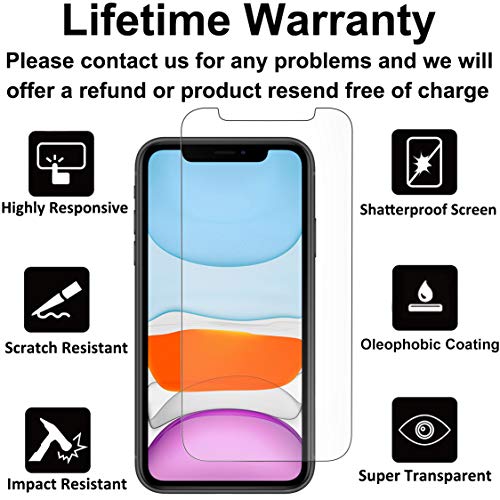 Lifetime Warranty
Please contact us for any problems and we will
offer a refund or product resend free of charge
Highly Responsive
Shatterproof Screen
Scratch Resistant
Oleophobic Coating
Impact Resistant
Super Transparent